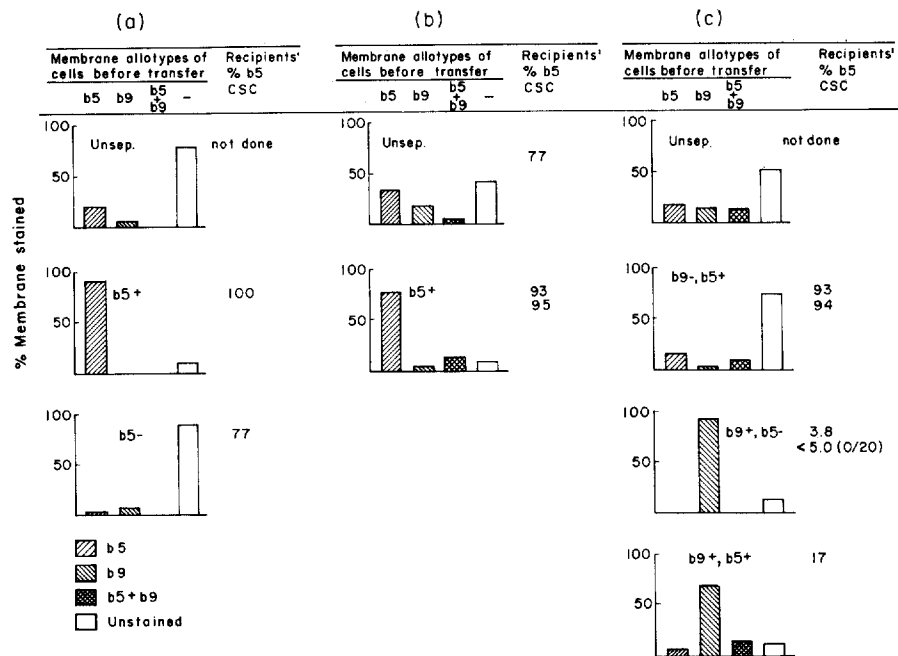 (a)
(b)
(c)
Membrane allotypes of
cells before transfer
b5 b9 b5
+
b9 –
Recipients'
% b5
CSC
Membrane allotypes of
cells before transfer
b5 b9 b5
+
b9 –
Recipients'
% b5
CSC
Membrane allotypes of
cells before transfer
b5 b9 b5
+
b9 –
Recipients'
% b5
CSC
% Membrane stained
100
50
Unsep.
not done
100
50
Unsep.
77
100
50
Unsep.
not done
100
50
b5+
100
100
50
b5+
93
95
100
50
b9-, b5+
93
94
100
50
b5-
77
100
50
b9+, b5-
3.8
< 5.0 (0/20)
100
50
b9+, b5+
17
b5
b9
b5+b9
Unstained